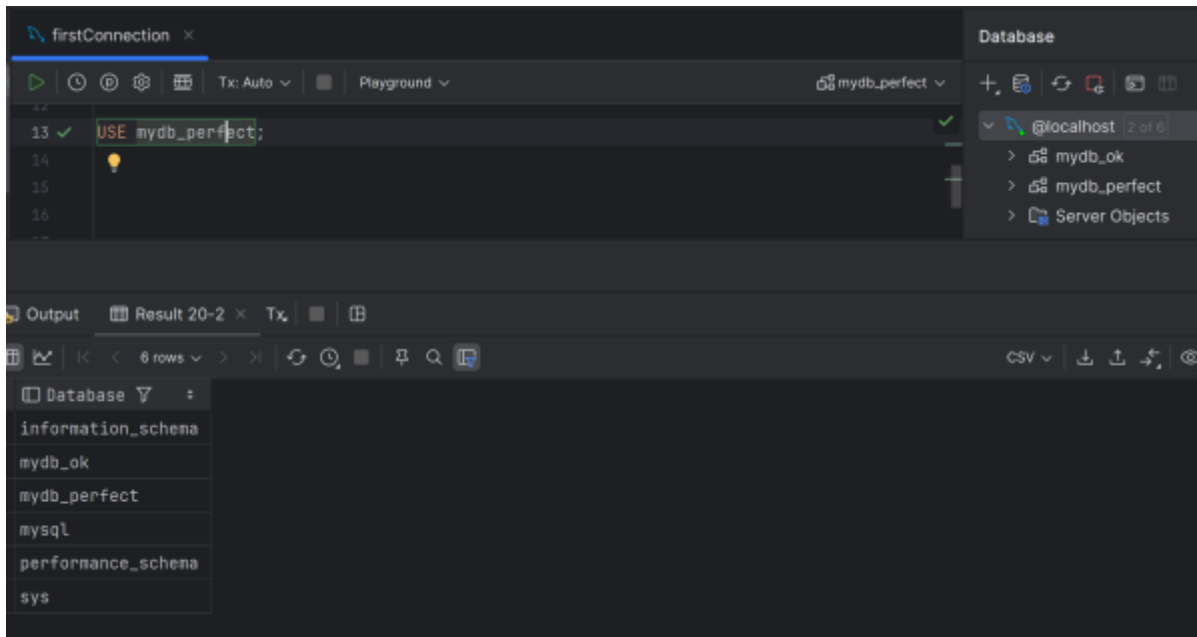 firstConnection
Database
Tx: Auto
Playground
mydb_perfect
12
13 USE mydb_perfect;
14
15
16
@localhost 2 of 6
mydb_ok
mydb_perfect
Server Objects
Output
Result 20-2
Tx
6 rows
CSV
Database
information_schema
mydb_ok
mydb_perfect
mysql
performance_schema
sys